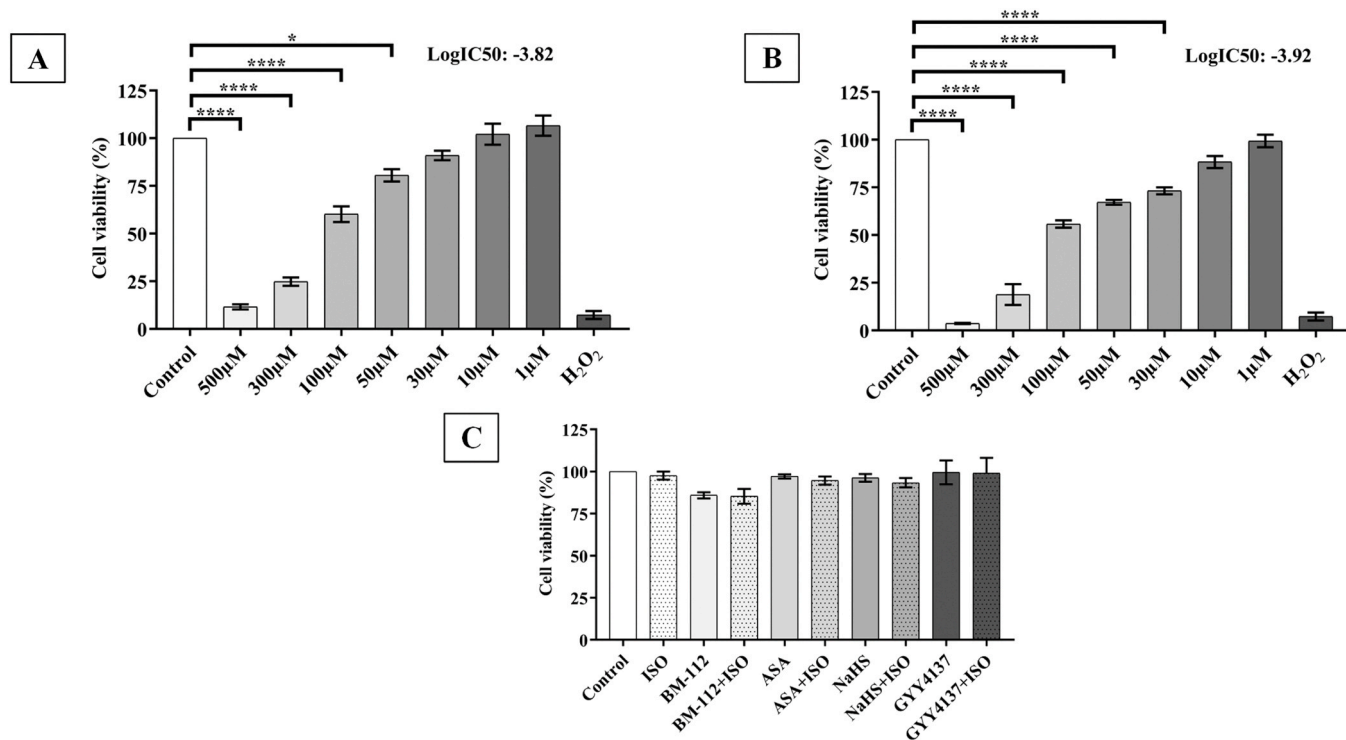 A
*
****
****
****
LogIC50: -3.82
Cell viability (%)
125
100
75
50
25
0
Control
500µM
300µM
100µM
50µM
30µM
10µM
1µM
H₂O₂
B
****
****
****
****
****
LogIC50: -3.92
Cell viability (%)
125
100
75
50
25
0
Control
500µM
300µM
100µM
50µM
30µM
10µM
1µM
H₂O₂
C
Cell viability (%)
125
100
75
50
25
0
Control
ISO
BM-112
BM-112+ISO
ASA
ASA+ISO
NaHS
NaHS+ISO
GYY4137
GYY4137+ISO